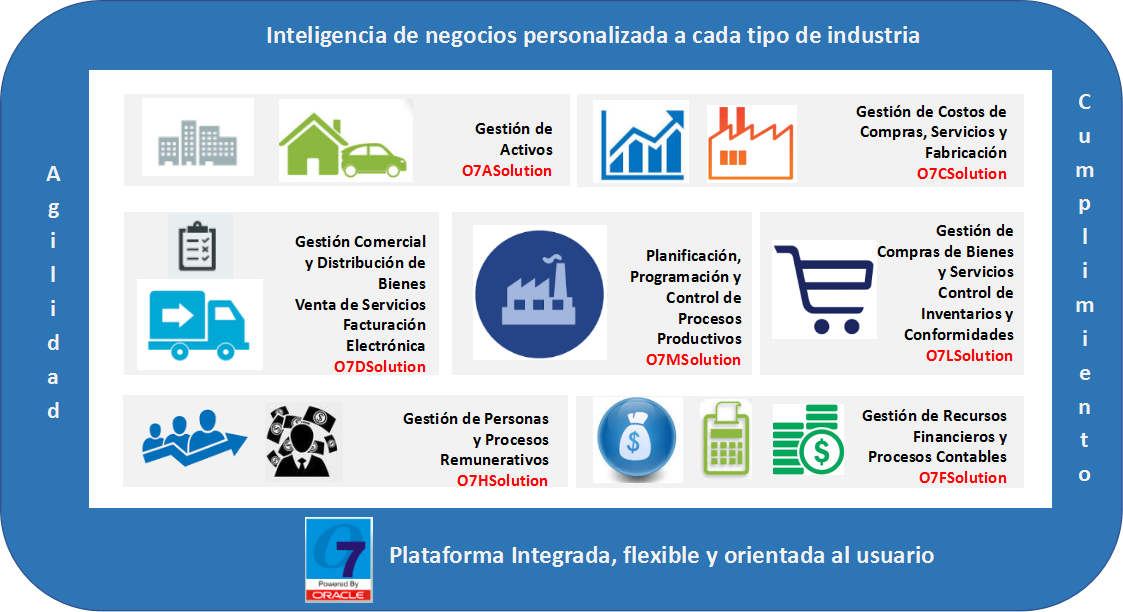 Inteligencia de negocios personalizada a cada tipo de industria
Agilidad
Gestión de
Activos
O7ASolution
Gestión de Costos de
Compras, Servicios y
Fabricación
O7CSolution
Gestión Comercial
y Distribución de
Bienes
Venta de Servicios
Facturación
Electrónica
O7DSolution
Planificación,
Programación y
Control de
Procesos
Productivos
O7MSolution
Gestión de
Compras de Bienes
y Servicios
Control de
Inventarios y
Conformidades
O7LSolution
Gestión de Personas
y Procesos
Remunerativos
O7HSolution
$
$
Gestión de Recursos
Financieros y
Procesos Contables
O7FSolution
Cumplimiento
O7
Powered By
ORACLE
Plataforma Integrada, flexible y orientada al usuario